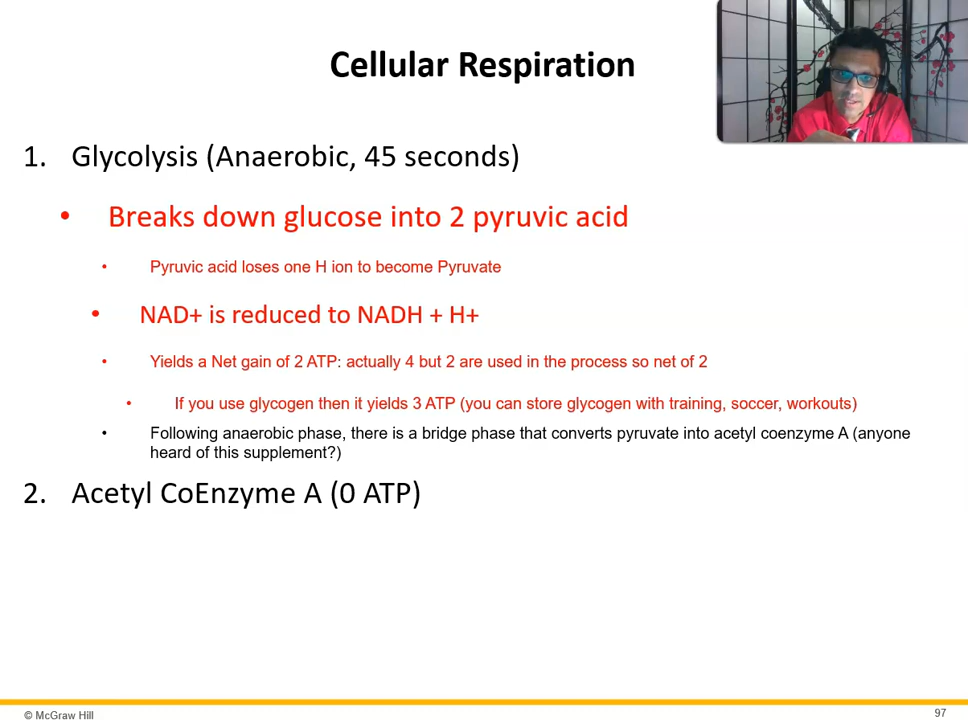 Cellular Respiration
1. Glycolysis (Anaerobic, 45 seconds)
• Breaks down glucose into 2 pyruvic acid
• Pyruvic acid loses one H ion to become Pyruvate
• NAD+ is reduced to NADH + H+
• Yields a Net gain of 2 ATP: actually 4 but 2 are used in the process so net of 2
• If you use glycogen then it yields 3 ATP (you can store glycogen with training, soccer, workouts)
• Following anaerobic phase, there is a bridge phase that converts pyruvate into acetyl coenzyme A (anyone
heard of this supplement?)
2. Acetyl CoEnzyme A (0 ATP)
© McGraw Hill
97